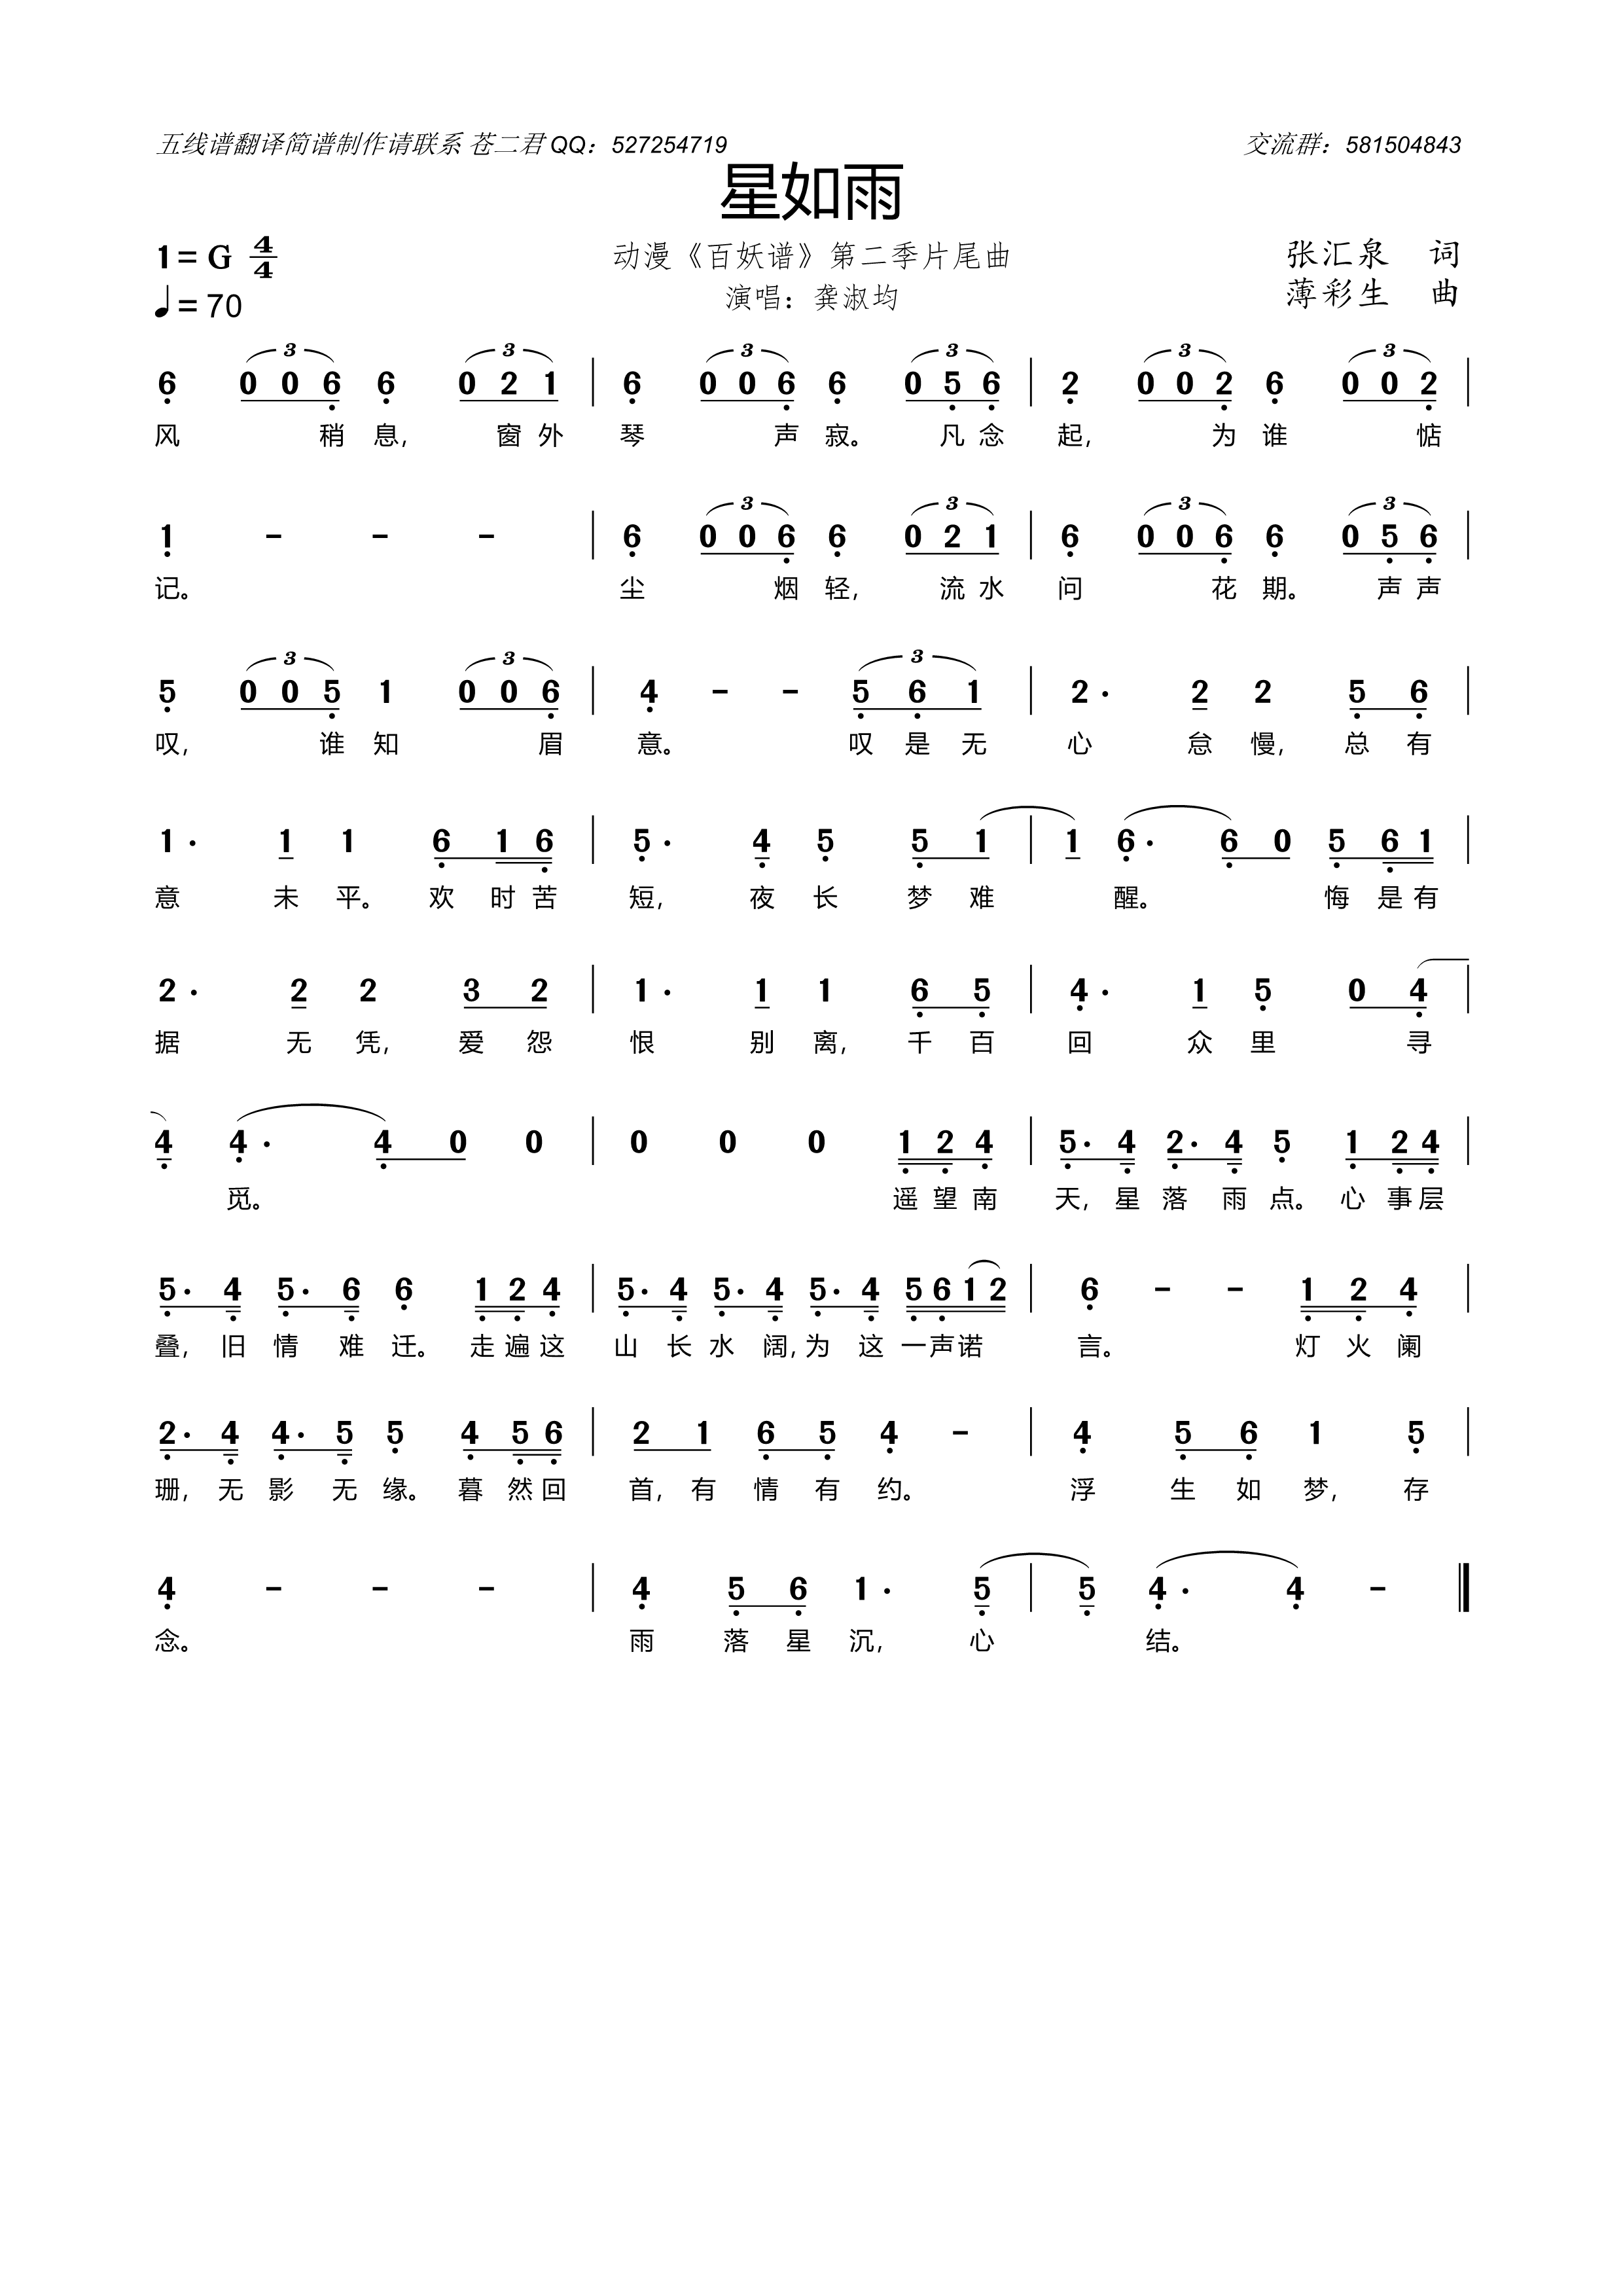 五线谱翻译简谱制作请联系 苍二君 QQ：527254719 交流群：581504843
星如雨
1 = G 4/4 动漫《百妖谱》第二季片尾曲 张汇泉 词
♩= 70 演唱：龚淑均 薄彩生 曲
6 0 0 6 6 0 2 1 | 6 0 0 6 6 0 5 6 | 2 0 0 2 6 0 0 2 |
风 稍 息， 窗 外 琴 声 寂。 凡 念 起， 为 谁 惦
1 - - - | 6 0 0 6 6 0 2 1 | 6 0 0 6 6 0 5 6 |
记。 尘 烟 轻， 流 水 问 花 期。 声 声
5 0 0 5 1 0 0 6 | 4 - - 5 6 1 | 2· 2 2 5 6 |
叹， 谁 知 眉 意。 叹 是 无 心 怠 慢， 总 有
1· 1 1 6 1 6 | 5· 4 5 5 1 | 1 6· 6 0 5 6 1 |
意 未 平。 欢 时 苦 短， 夜 长 梦 难 醒。 悔 是 有
2· 2 2 3 2 | 1· 1 1 6 5 | 4· 1 5 0 4 |
据 无 凭， 爱 怨 恨 别 离， 千 百 回 众 里 寻
4 4· 4 0 0 | 0 0 0 1 2 4 | 5· 4 2· 4 5 1 2 4 |
觅。 遥 望 南 天， 星 落 雨 点。 心 事 层
5· 4 5· 6 6 1 2 4 | 5· 4 5· 4 5· 4 5 6 1 2 | 6 - - 1 2 4 |
叠， 旧 情 难 迁。 走 遍 这 山 长 水 阔， 为 这 一 声 诺 言。 灯 火 阑
2· 4 4· 5 5 4 5 6 | 2 1 6 5 4 - | 4 5 6 1 5 |
珊， 无 影 无 缘。 暮 然 回 首， 有 情 有 约。 浮 生 如 梦， 存
4 - - - | 4 5 6 1· 5 | 5 4· 4 - ‖
念。 雨 落 星 沉， 心 结。